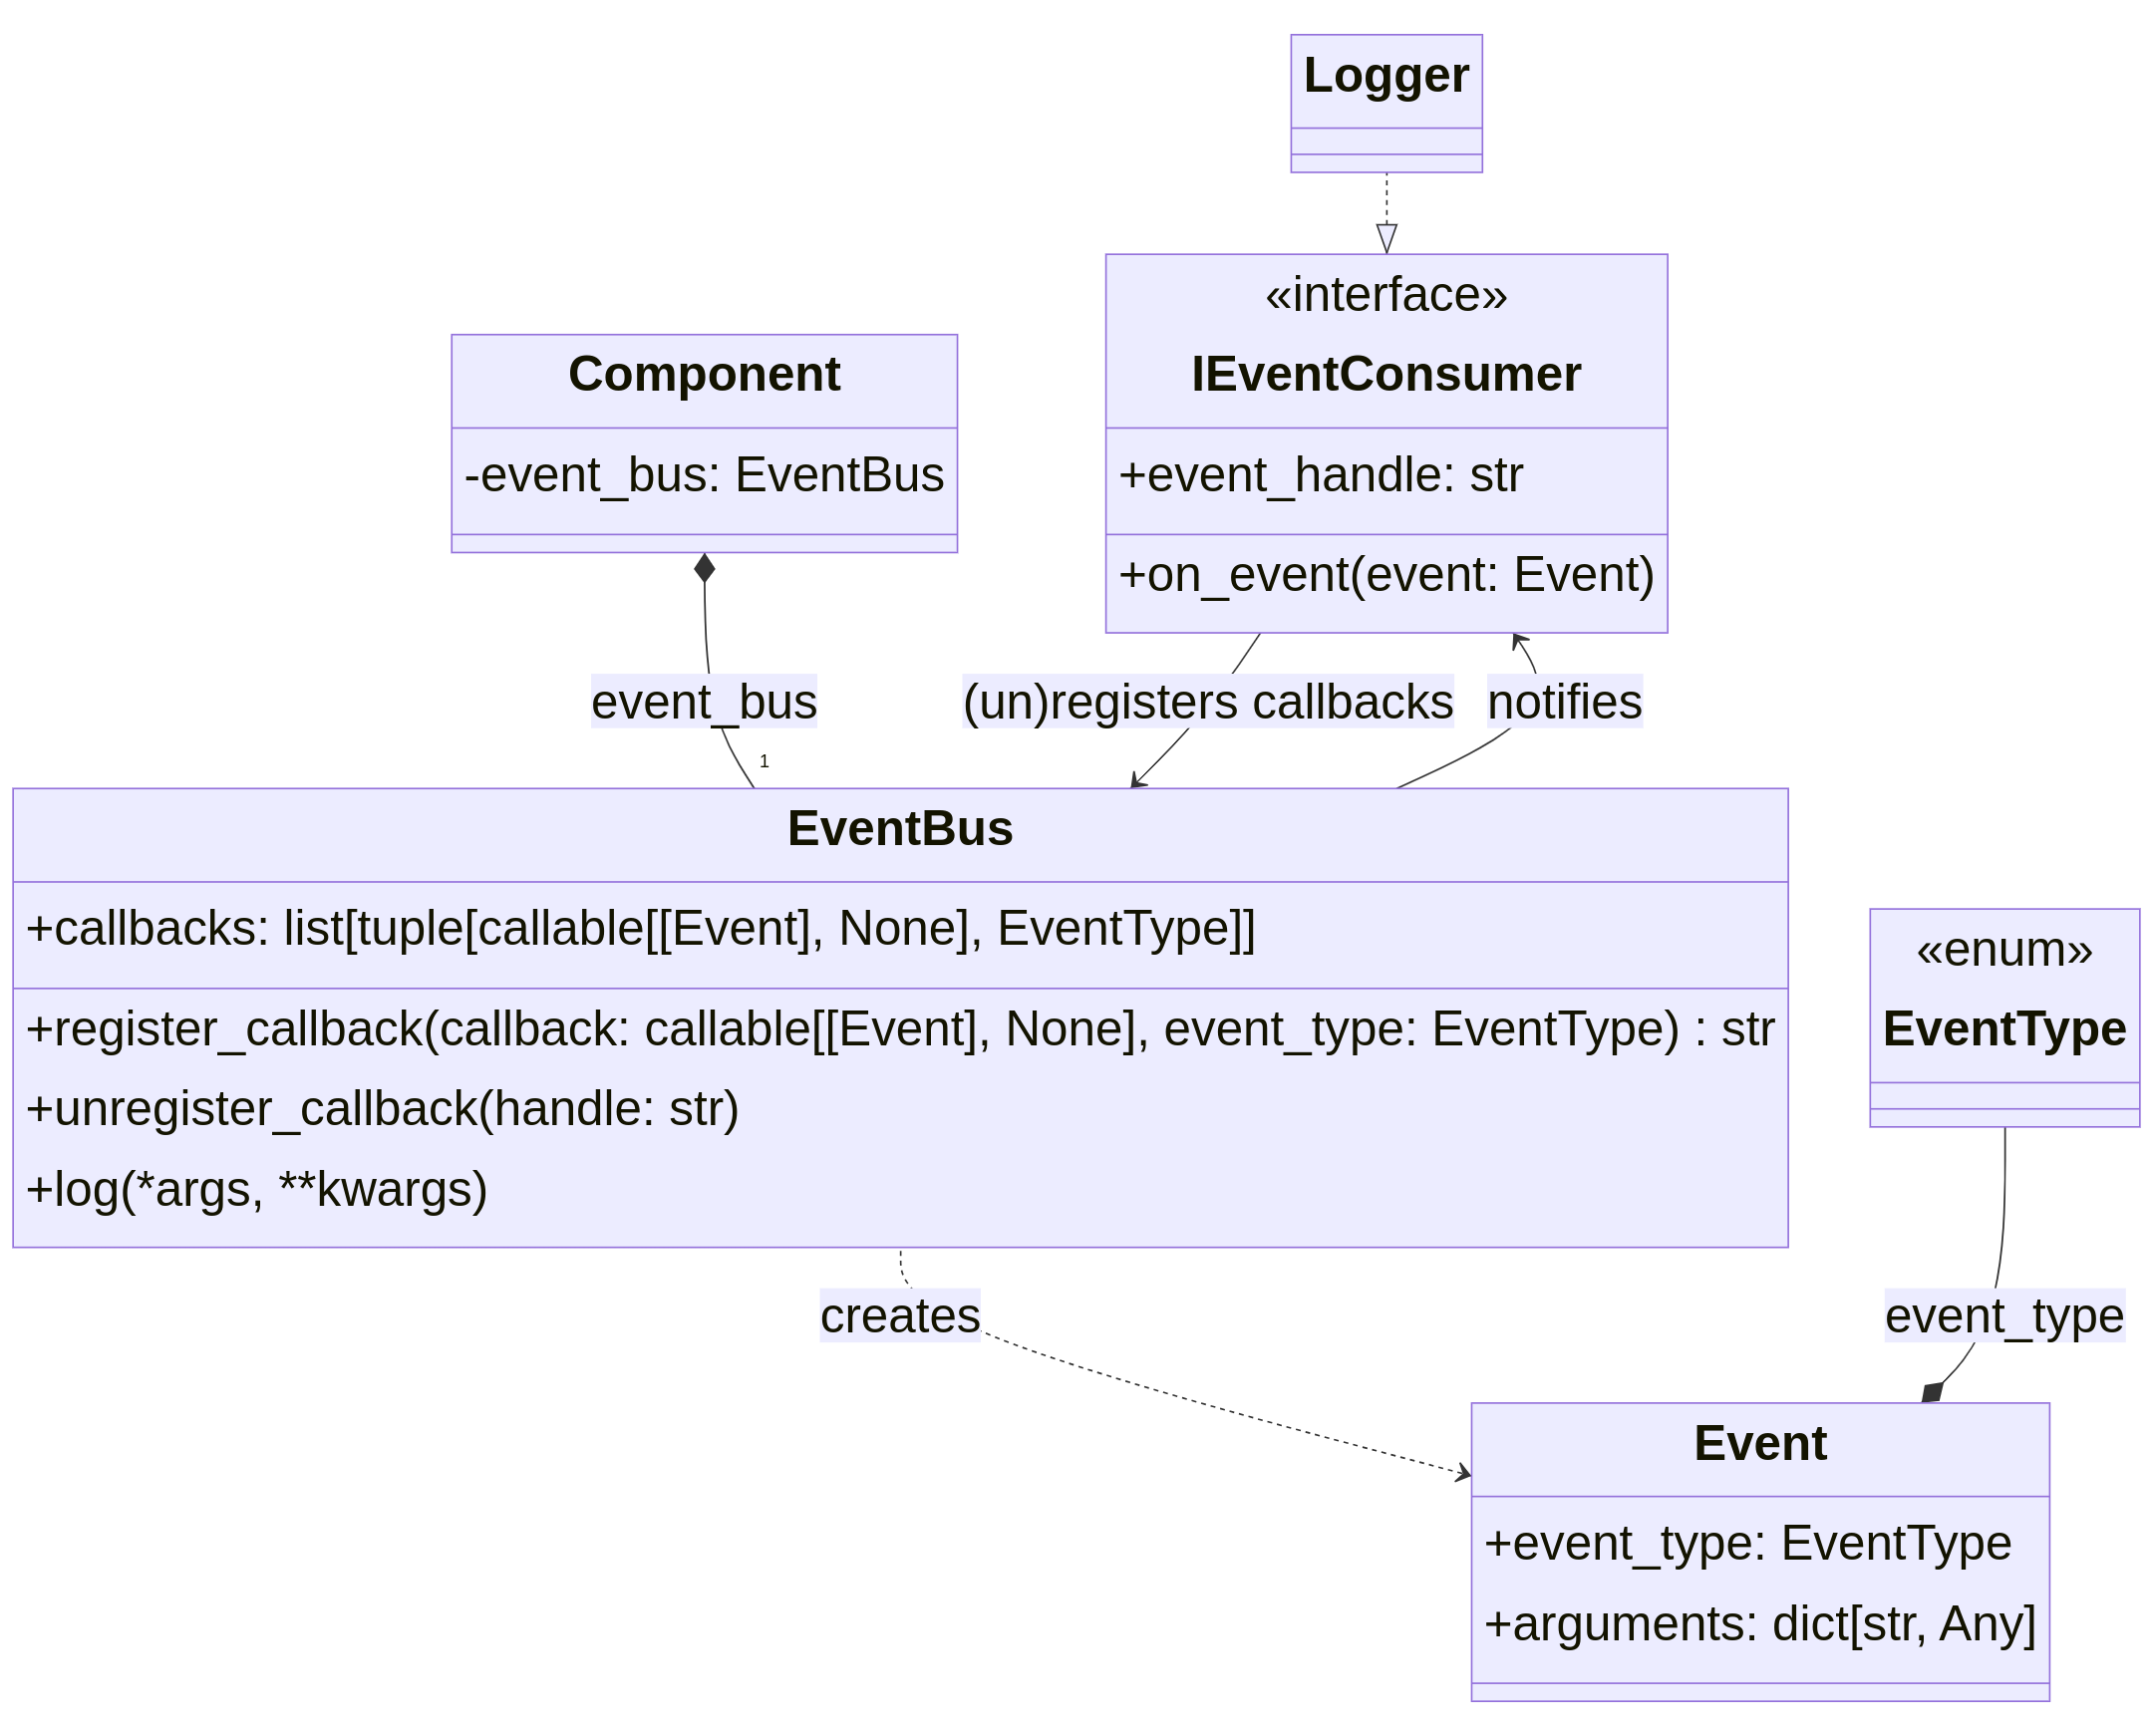 Logger
«interface»
IEventConsumer
+event_handle: str
+on_event(event: Event)
Component
-event_bus: EventBus
event_bus
(un)registers callbacks
notifies
1
EventBus
+callbacks: list[tuple[callable[[Event], None], EventType]]
+register_callback(callback: callable[[Event], None], event_type: EventType) : str
+unregister_callback(handle: str)
+log(*args, **kwargs)
«enum»
EventType
creates
event_type
Event
+event_type: EventType
+arguments: dict[str, Any]